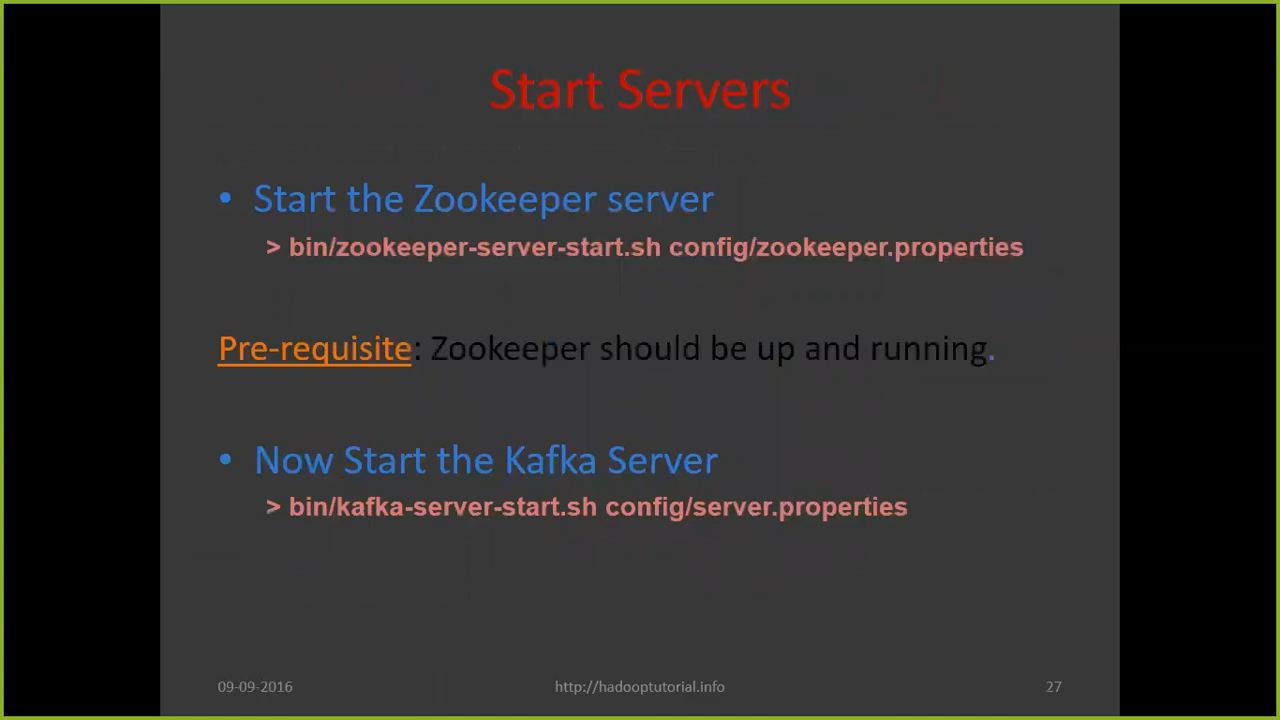 Start Servers
• Start the Zookeeper server
> bin/zookeeper-server-start.sh config/zookeeper.properties
Pre-requisite: Zookeeper should be up and running.
• Now Start the Kafka Server
> bin/kafka-server-start.sh config/server.properties
09-09-2016 http://hadooptutorial.info 27